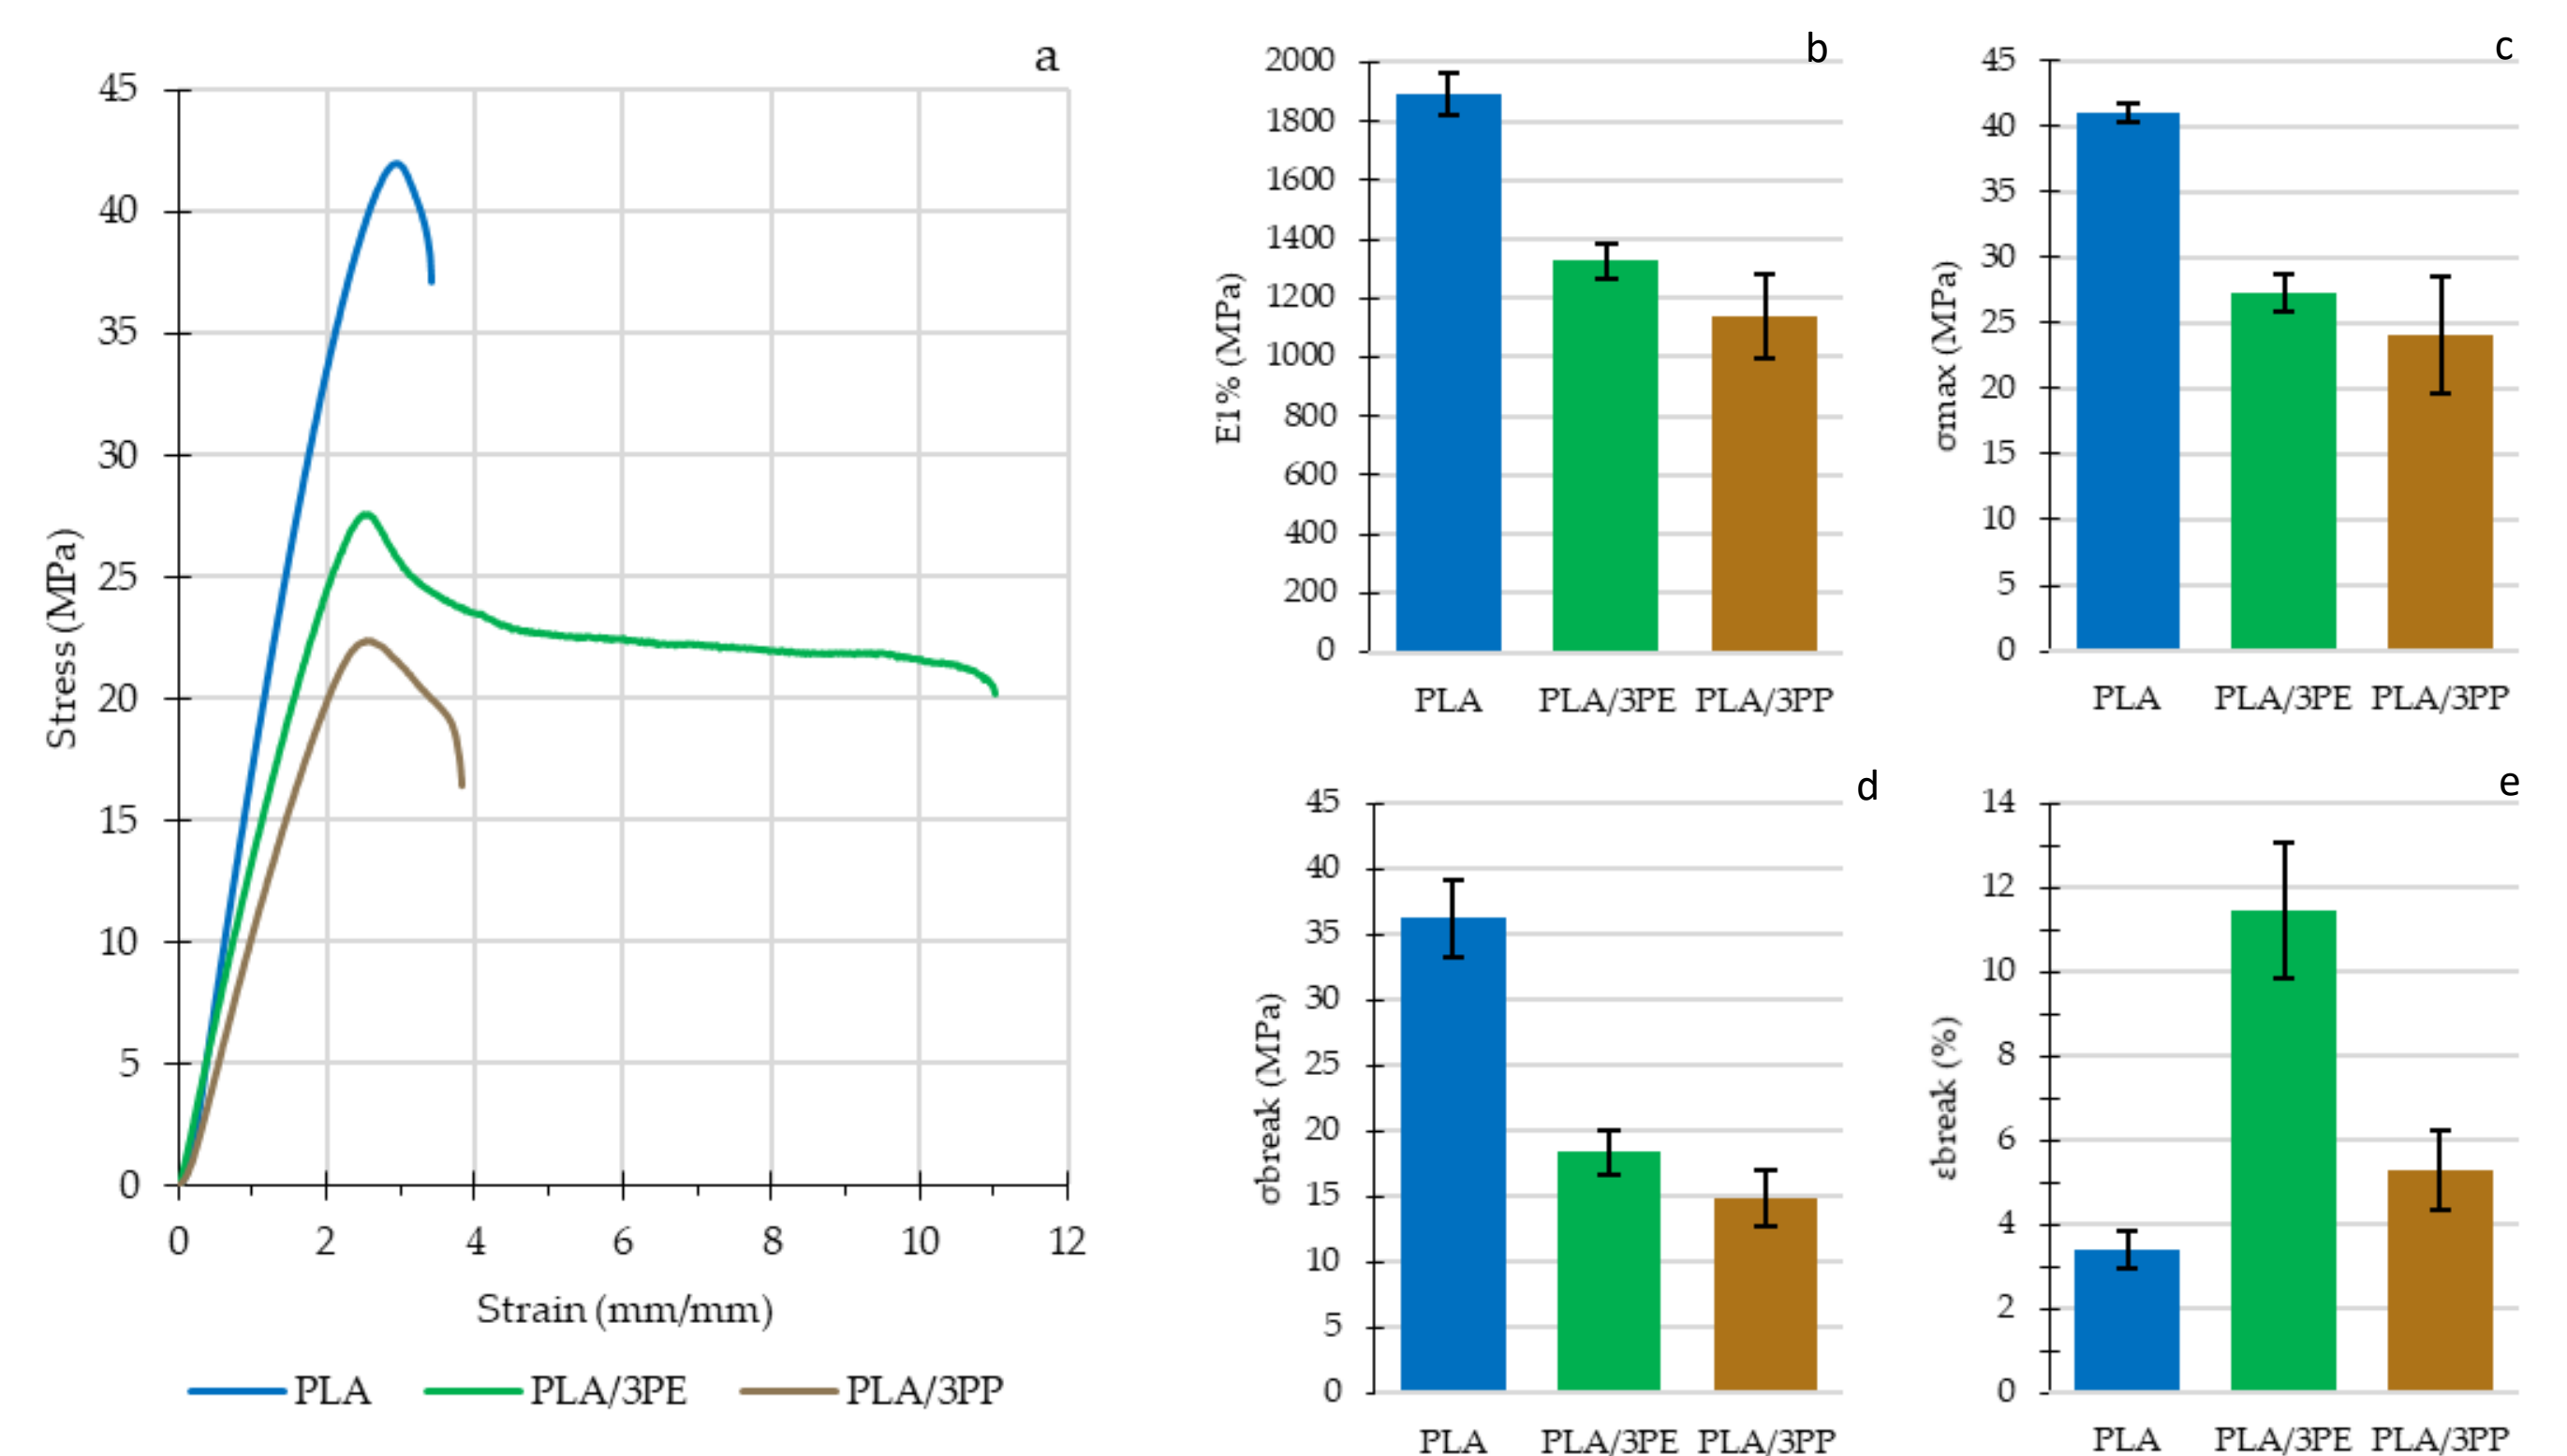 a
45
40
35
30
25
20
15
10
5
0
Stress (MPa)
0 2 4 6 8 10 12
Strain (mm/mm)
PLA PLA/3PE PLA/3PP
b
2000
1800
1600
1400
1200
1000
800
600
400
200
0
E1% (MPa)
PLA PLA/3PE PLA/3PP
c
45
40
35
30
25
20
15
10
5
0
σmax (MPa)
PLA PLA/3PE PLA/3PP
d
45
40
35
30
25
20
15
10
5
0
σbreak (MPa)
PLA PLA/3PE PLA/3PP
e
14
12
10
8
6
4
2
0
εbreak (%)
PLA PLA/3PE PLA/3PP